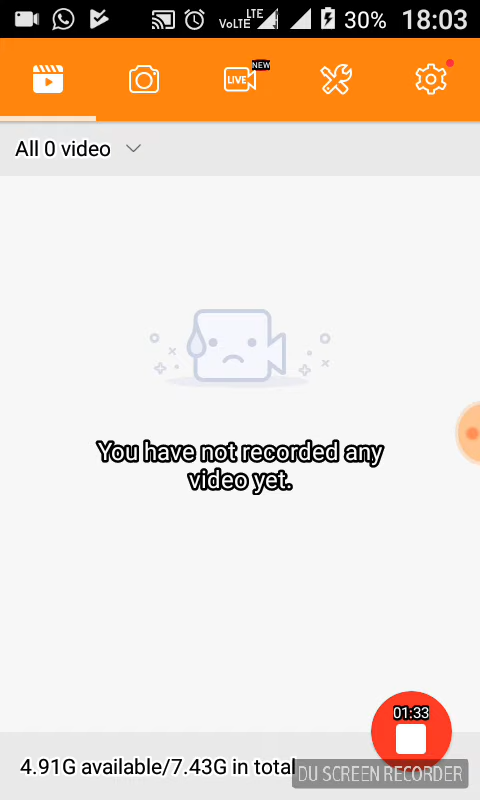 VoLTE LTE 30% 18:03
LIVE NEW
All 0 video
You have not recorded any
video yet.
01:33
4.91G available/7.43G in total
DU SCREEN RECORDER